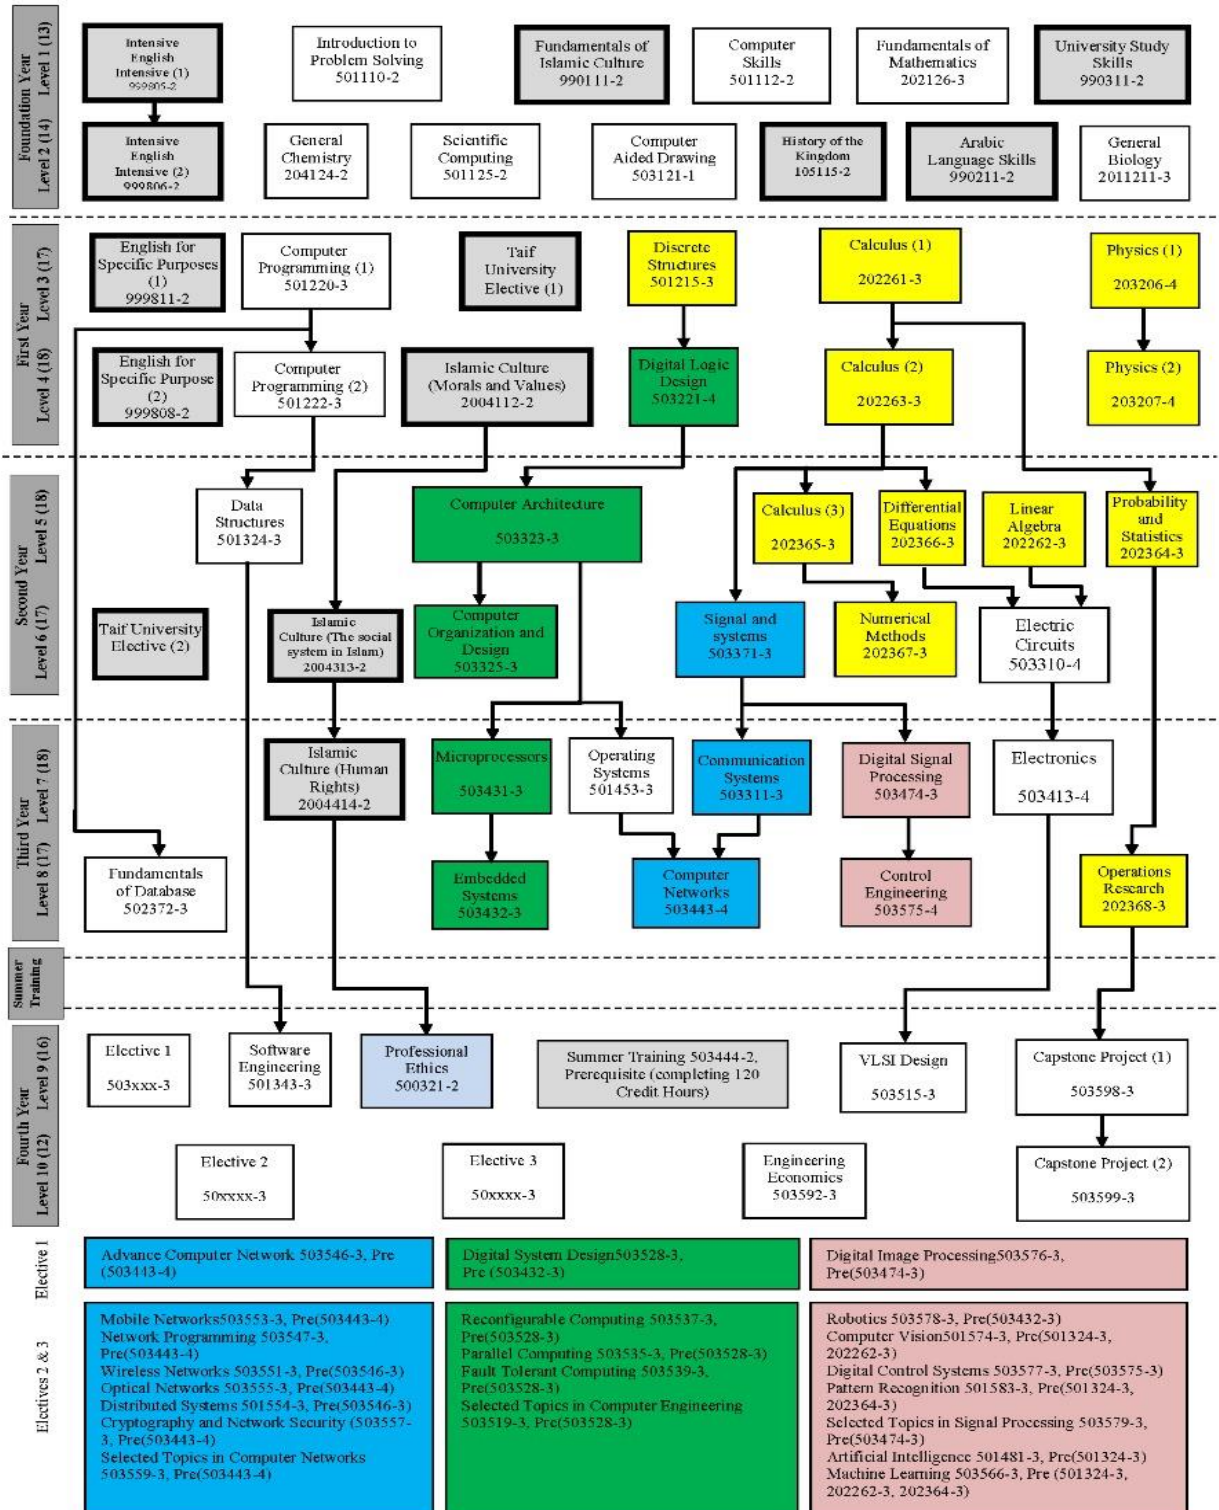 Foundation Year
Level 1 (13)
Level 2 (14)
Intensive
English
Intensive (1)
999805-2
Introduction to
Problem Solving
501110-2
Fundamentals of
Islamic Culture
990111-2
Computer
Skills
501112-2
Fundamentals of
Mathematics
202126-3
University Study
Skills
990311-2
Intensive
English
Intensive (2)
999806-2
General
Chemistry
204124-2
Scientific
Computing
501125-2
Computer
Aided Drawing
503121-1
History of the
Kingdom
105115-2
Arabic
Language Skills
990211-2
General
Biology
2011211-3
First Year
Level 3 (17)
Level 4 (18)
English for
Specific Purposes
(1)
999811-2
Computer
Programming (1)
501220-3
Taif
University
Elective (1)
Discrete
Structures
501215-3
Calculus (1)
202261-3
Physics (1)
203206-4
English for
Specific Purpose
(2)
999808-2
Computer
Programming (2)
501222-3
Islamic Culture
(Morals and Values)
2004112-2
Digital Logic
Design
503221-4
Calculus (2)
202263-3
Physics (2)
203207-4
Second Year
Level 5 (18)
Level 6 (17)
Data
Structures
501324-3
Computer Architecture
503323-3
Calculus (3)
202365-3
Differential
Equations
202366-3
Linear
Algebra
202262-3
Probability
and
Statistics
202364-3
Taif University
Elective (2)
Islamic
Culture (The social
system in Islam)
2004313-2
Computer
Organization and
Design
503325-3
Signal and
systems
503371-3
Numerical
Methods
202367-3
Electric
Circuits
503310-4
Third Year
Level 7 (18)
Level 8 (17)
Islamic
Culture (Human
Rights)
2004414-2
Microprocessors
503431-3
Operating
Systems
501453-3
Communication
Systems
503311-3
Digital Signal
Processing
503474-3
Electronics
503413-4
Fundamentals
of Database
502372-3
Embedded
Systems
503432-3
Computer
Networks
503443-4
Control
Engineering
503575-4
Operations
Research
202368-3
Summer
Training
Fourth Year
Level 9 (16)
Level 10 (12)
Elective 1
503xxx-3
Software
Engineering
501343-3
Professional
Ethics
500321-2
Summer Training 503444-2,
Prerequisite (completing 120
Credit Hours)
VLSI Design
503515-3
Capstone Project (1)
503598-3
Elective 2
50xxxx-3
Elective 3
50xxxx-3
Engineering
Economics
503592-3
Capstone Project (2)
503599-3
Elective 1
Advance Computer Network 503546-3, Pre
(503443-4)
Digital System Design503528-3,
Pre (503432-3)
Digital Image Processing503576-3,
Pre(503474-3)
Electives 2 & 3
Mobile Networks503553-3, Pre(503443-4)
Network Programming 503547-3,
Pre(503443-4)
Wireless Networks 503551-3, Pre(503546-3)
Optical Networks 503555-3, Pre(503443-4)
Distributed Systems 501554-3, Pre(503546-3)
Cryptography and Network Security (503557-
3, Pre(503443-4)
Selected Topics in Computer Networks
503559-3, Pre(503443-4)
Reconfigurable Computing 503537-3,
Pre(503528-3)
Parallel Computing 503535-3, Pre(503528-3)
Fault Tolerant Computing 503539-3,
Pre(503528-3)
Selected Topics in Computer Engineering
503519-3, Pre(503528-3)
Robotics 503578-3, Pre(503432-3)
Computer Vision501574-3, Pre(501324-3,
202262-3)
Digital Control Systems 503577-3, Pre(503575-3)
Pattern Recognition 501583-3, Pre(501324-3,
202364-3)
Selected Topics in Signal Processing 503579-3,
Pre(503474-3)
Artificial Intelligence 501481-3, Pre(501324-3)
Machine Learning 503566-3, Pre (501324-3,
202262-3, 202364-3)